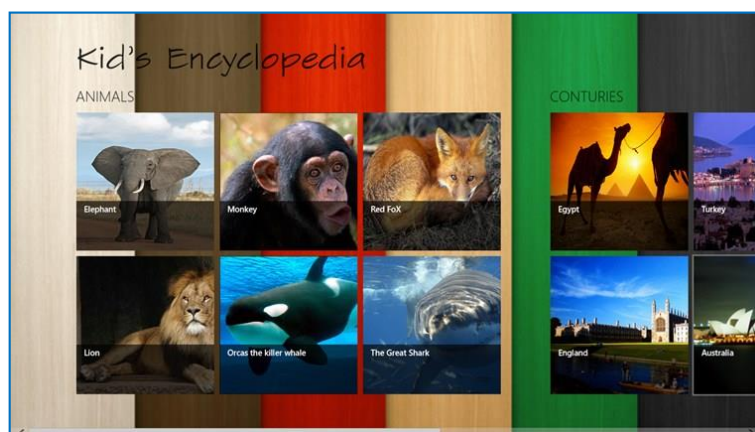 Kid's Encyclopedia
ANIMALS
Elephant
Monkey
Red FoX
Lion
Orcas the killer whale
The Great Shark
CONTURIES
Egypt
Turkey
England
Australia